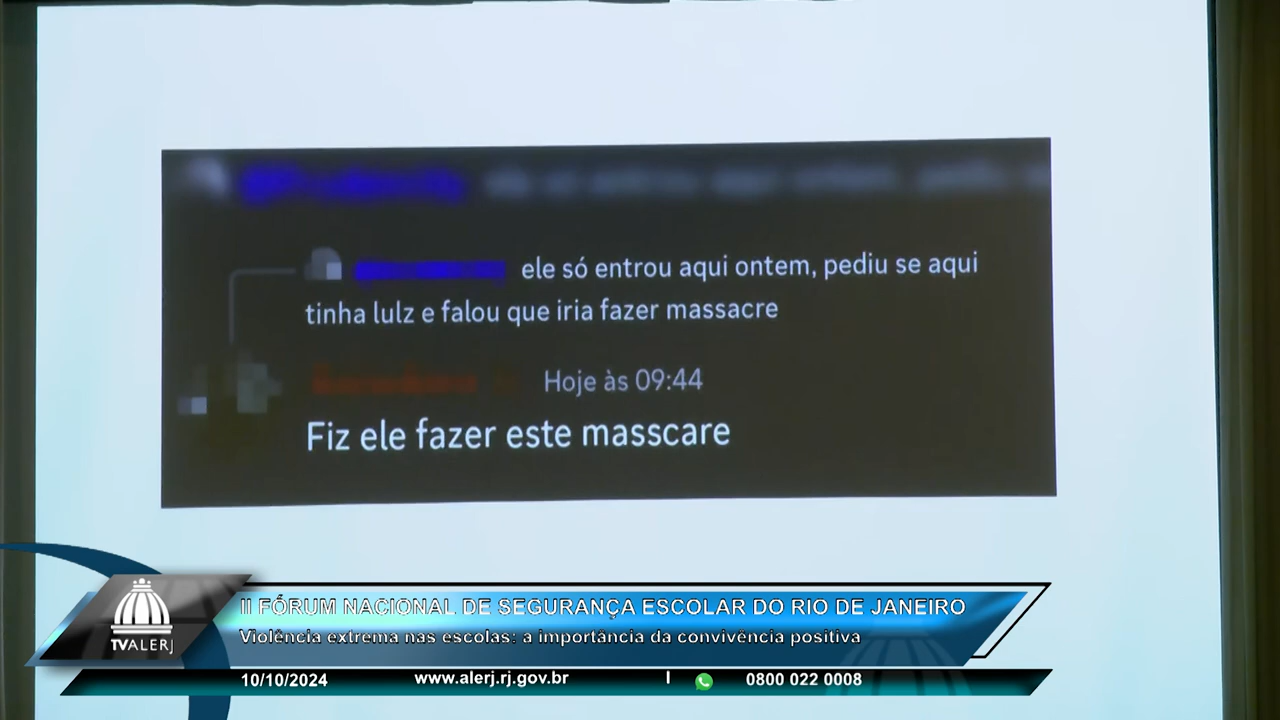 ele só entrou aqui ontem, pediu se aqui
tinha lulz e falou que iria fazer massacre
Hoje às 09:44
Fiz ele fazer este masscare
II FÓRUM NACIONAL DE SEGURANÇA ESCOLAR DO RIO DE JANEIRO
Violência extrema nas escolas: a importância da convivência positiva
TVALERJ
10/10/2024 www.alerj.rj.gov.br | 0800 022 0008